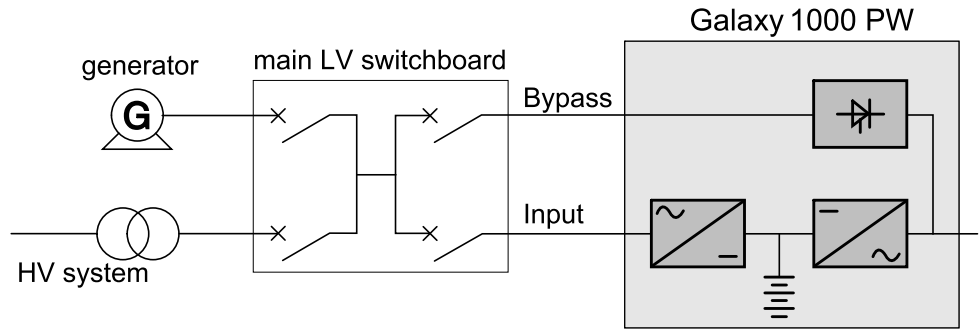 Galaxy 1000 PW
main LV switchboard
generator
G
Bypass
Input
HV system